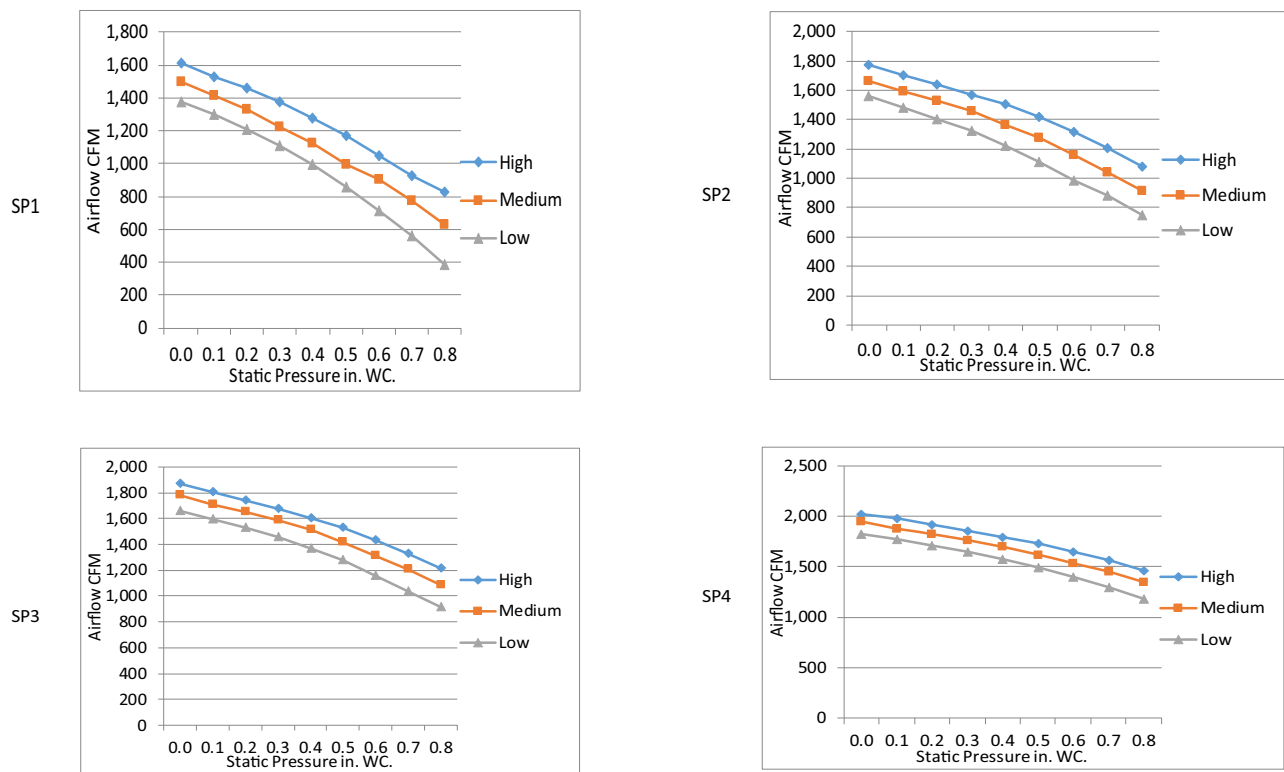 SP1
1,800
1,600
1,400
1,200
1,000
800
600
400
200
0
Airflow CFM
0.0 0.1 0.2 0.3 0.4 0.5 0.6 0.7 0.8
Static Pressure in. WC.
High
Medium
Low
SP2
2,000
1,800
1,600
1,400
1,200
1,000
800
600
400
200
0
Airflow CFM
0.0 0.1 0.2 0.3 0.4 0.5 0.6 0.7 0.8
Static Pressure in. WC.
High
Medium
Low
SP3
2,000
1,800
1,600
1,400
1,200
1,000
800
600
400
200
0
Airflow CFM
0.0 0.1 0.2 0.3 0.4 0.5 0.6 0.7 0.8
Static Pressure in. WC.
High
Medium
Low
SP4
2,500
2,000
1,500
1,000
500
0
Airflow CFM
0.0 0.1 0.2 0.3 0.4 0.5 0.6 0.7 0.8
Static Pressure in. WC.
High
Medium
Low